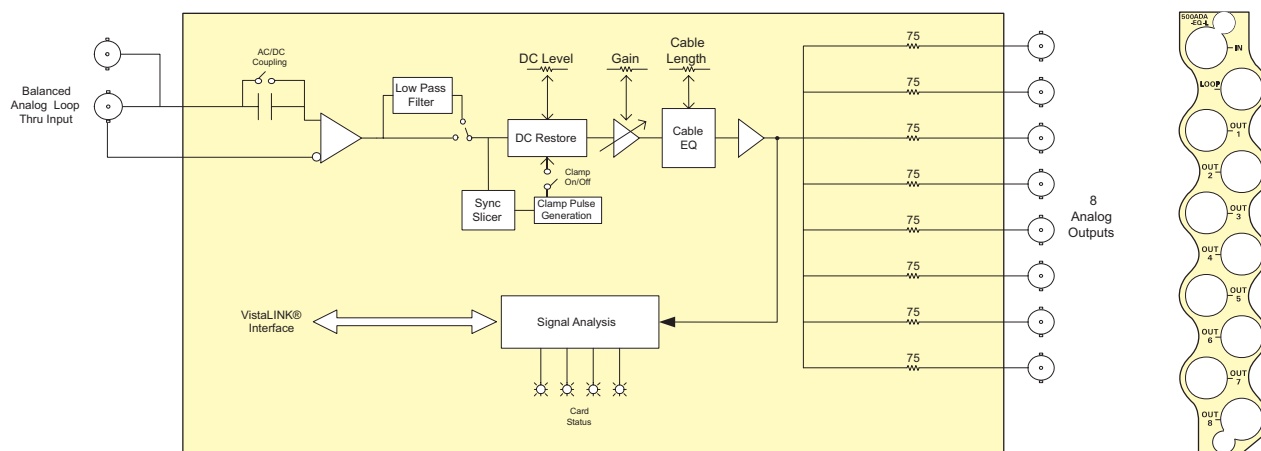 Balanced
Analog Loop
Thru Input
AC/DC
Coupling
Low Pass
Filter
DC Level
Gain
Cable
Length
DC Restore
Cable
EQ
Clamp
On/Off
Sync
Slicer
Clamp Pulse
Generation
75
75
75
75
75
75
75
75
8
Analog
Outputs
VistaLINK®
Interface
Signal Analysis
Card
Status
500ADA
-EQ-L
IN
LOOP
OUT
1
OUT
2
OUT
3
OUT
4
OUT
5
OUT
6
OUT
7
OUT
8